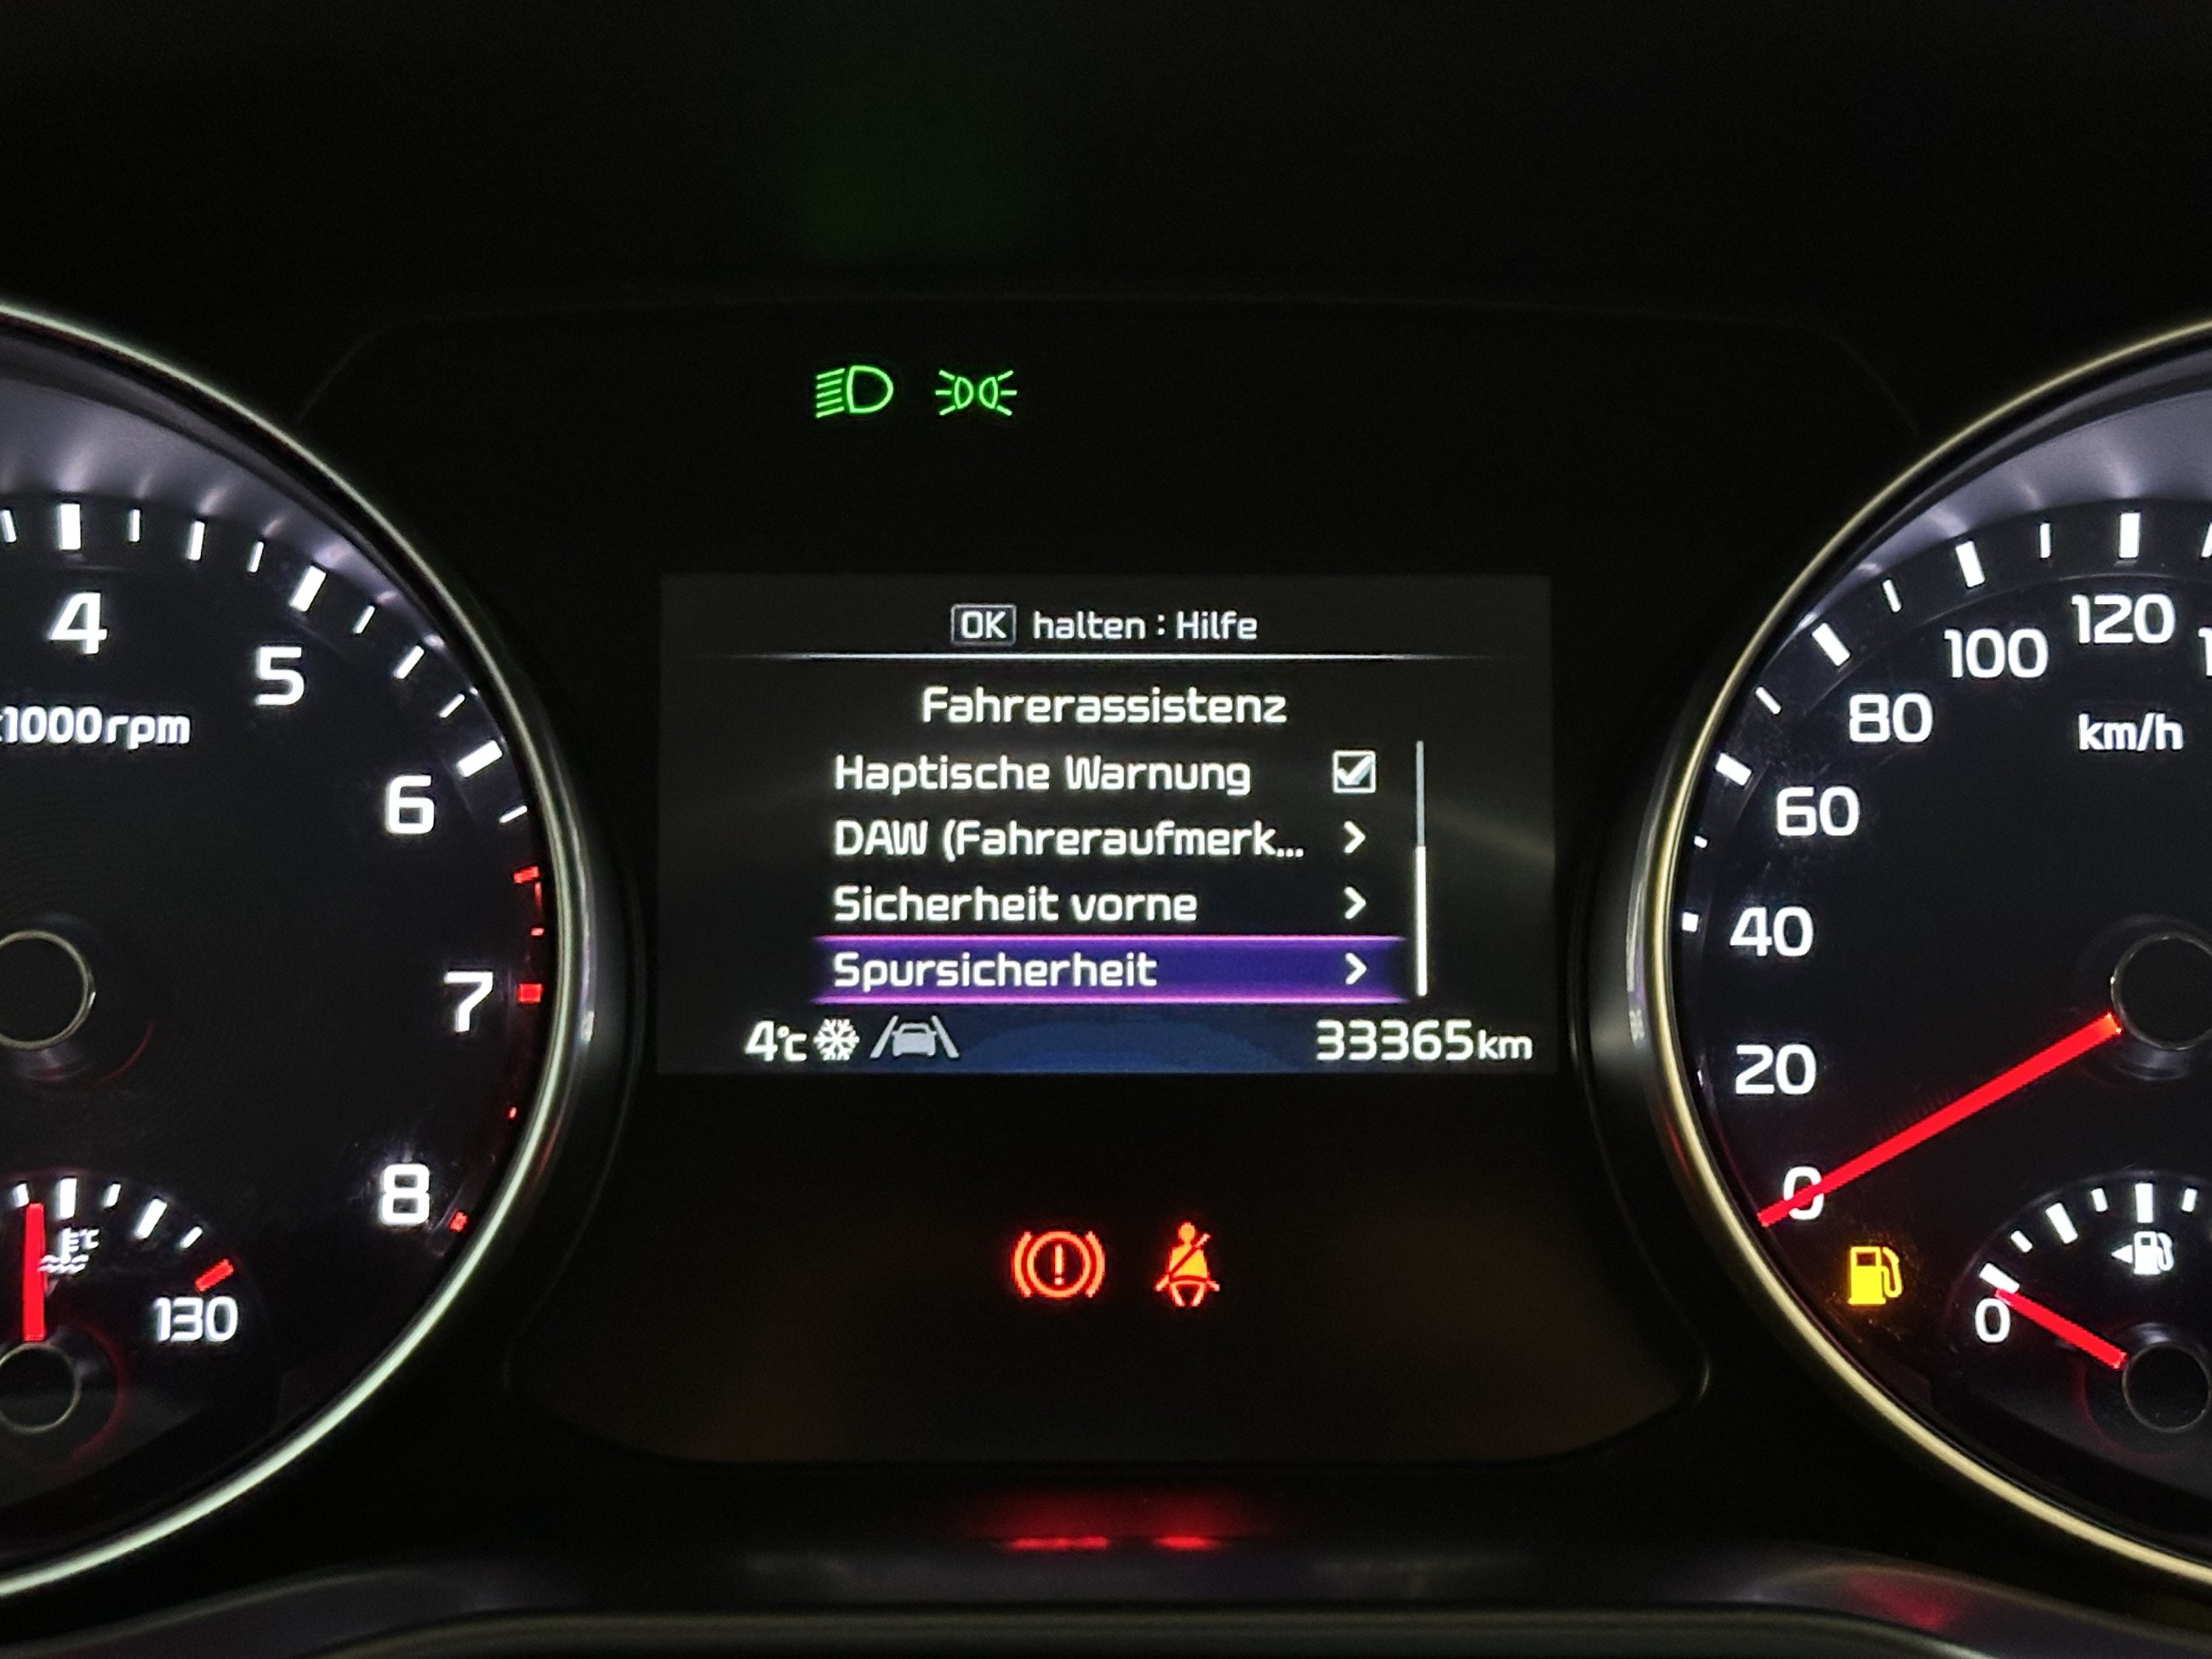 OK halten : Hilfe
Fahrerassistenz
Haptische Warnung
DAW (Fahreraufmerk...
Sicherheit vorne
Spursicherheit
4°c 33365km
4
5
6
7
8
x1000rpm
130
0
20
40
60
80
100
120
km/h
0